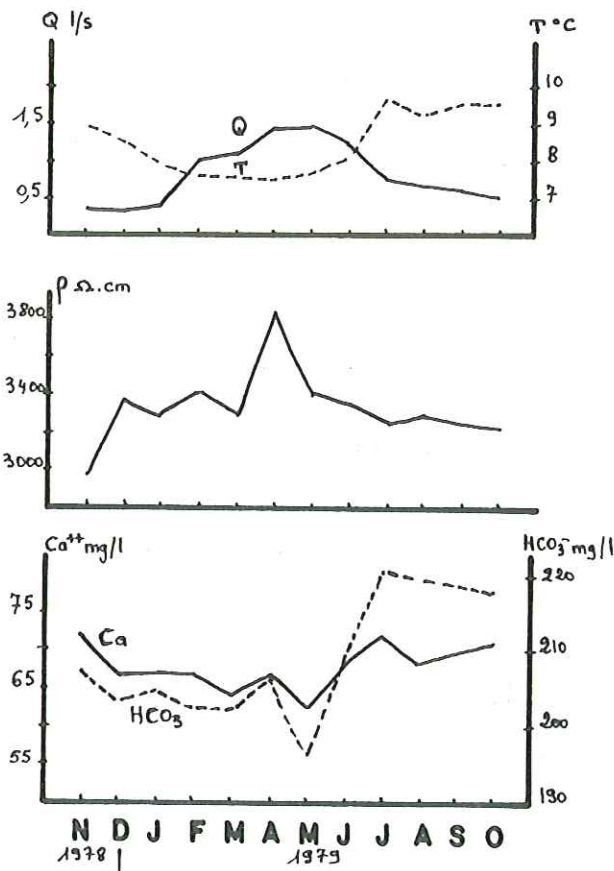 Q l/s
T °C
1,5
0,5
10
9
8
7
Q
T
ρ Ω.cm
3800
3400
3000
Ca++ mg/l
HCO3- mg/l
75
65
55
220
210
200
190
Ca
HCO3
N D J F M A M J J A S O
1978 1979